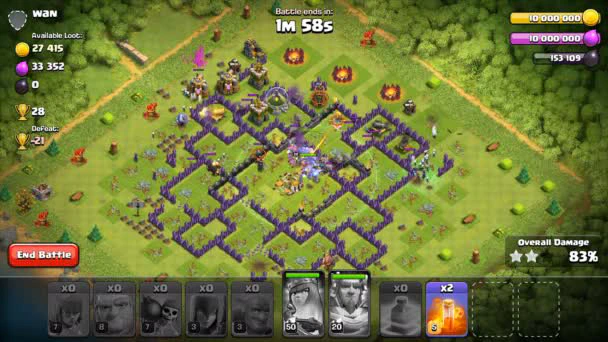 wan
Available Loot:
27 415
33 352
0
28
Defeat:
-21
Battle ends in:
1m 58s
10 000 000
10 000 000
153 109
End Battle
Overall Damage
83%
x0
x0
x0
x0
x0
x0
x2
7
8
7
3
7
50
20
5